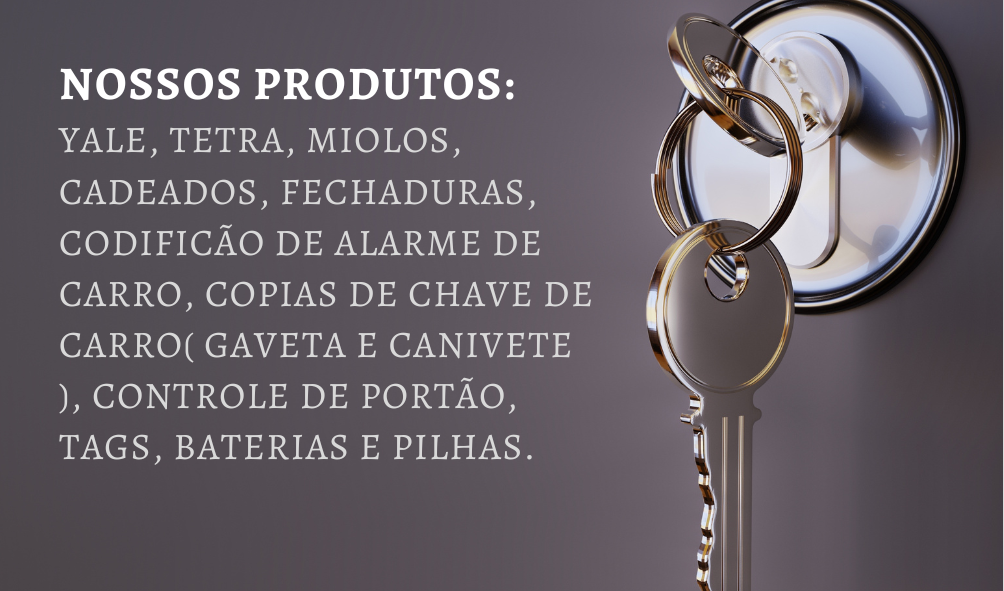 NOSSOS PRODUTOS:
YALE, TETRA, MIOLOS,
CADEADOS, FECHADURAS,
CODIFICÃO DE ALARME DE
CARRO, COPIAS DE CHAVE DE
CARRO( GAVETA E CANIVETE
), CONTROLE DE PORTÃO,
TAGS, BATERIAS E PILHAS.